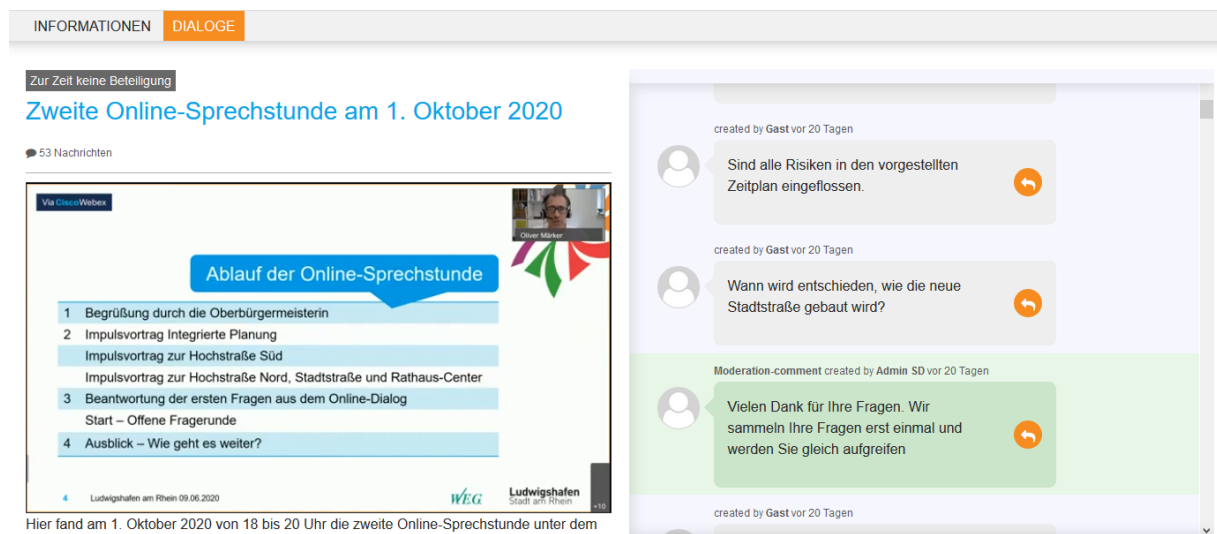 INFORMATIONEN DIALOGE
Zur Zeit keine Beteiligung
Zweite Online-Sprechstunde am 1. Oktober 2020
53 Nachrichten
Via CiscoWebex
Oliver Märker
Ablauf der Online-Sprechstunde
1 Begrüßung durch die Oberbürgermeisterin
2 Impulsvortrag Integrierte Planung
Impulsvortrag zur Hochstraße Süd
Impulsvortrag zur Hochstraße Nord, Stadtstraße und Rathaus-Center
3 Beantwortung der ersten Fragen aus dem Online-Dialog
Start – Offene Fragerunde
4 Ausblick – Wie geht es weiter?
4 Ludwigshafen am Rhein 09.06.2020
WEG
Ludwigshafen
Stadt am Rhein
+10
Hier fand am 1. Oktober 2020 von 18 bis 20 Uhr die zweite Online-Sprechstunde unter dem
created by Gast vor 20 Tagen
Sind alle Risiken in den vorgestellten
Zeitplan eingeflossen.
created by Gast vor 20 Tagen
Wann wird entschieden, wie die neue
Stadtstraße gebaut wird?
Moderation-comment created by Admin SD vor 20 Tagen
Vielen Dank für Ihre Fragen. Wir
sammeln Ihre Fragen erst einmal und
werden Sie gleich aufgreifen
created by Gast vor 20 Tagen